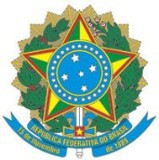 REPÚBLICA FEDERATIVA DO BRASIL
15 de Novembro
de 1889